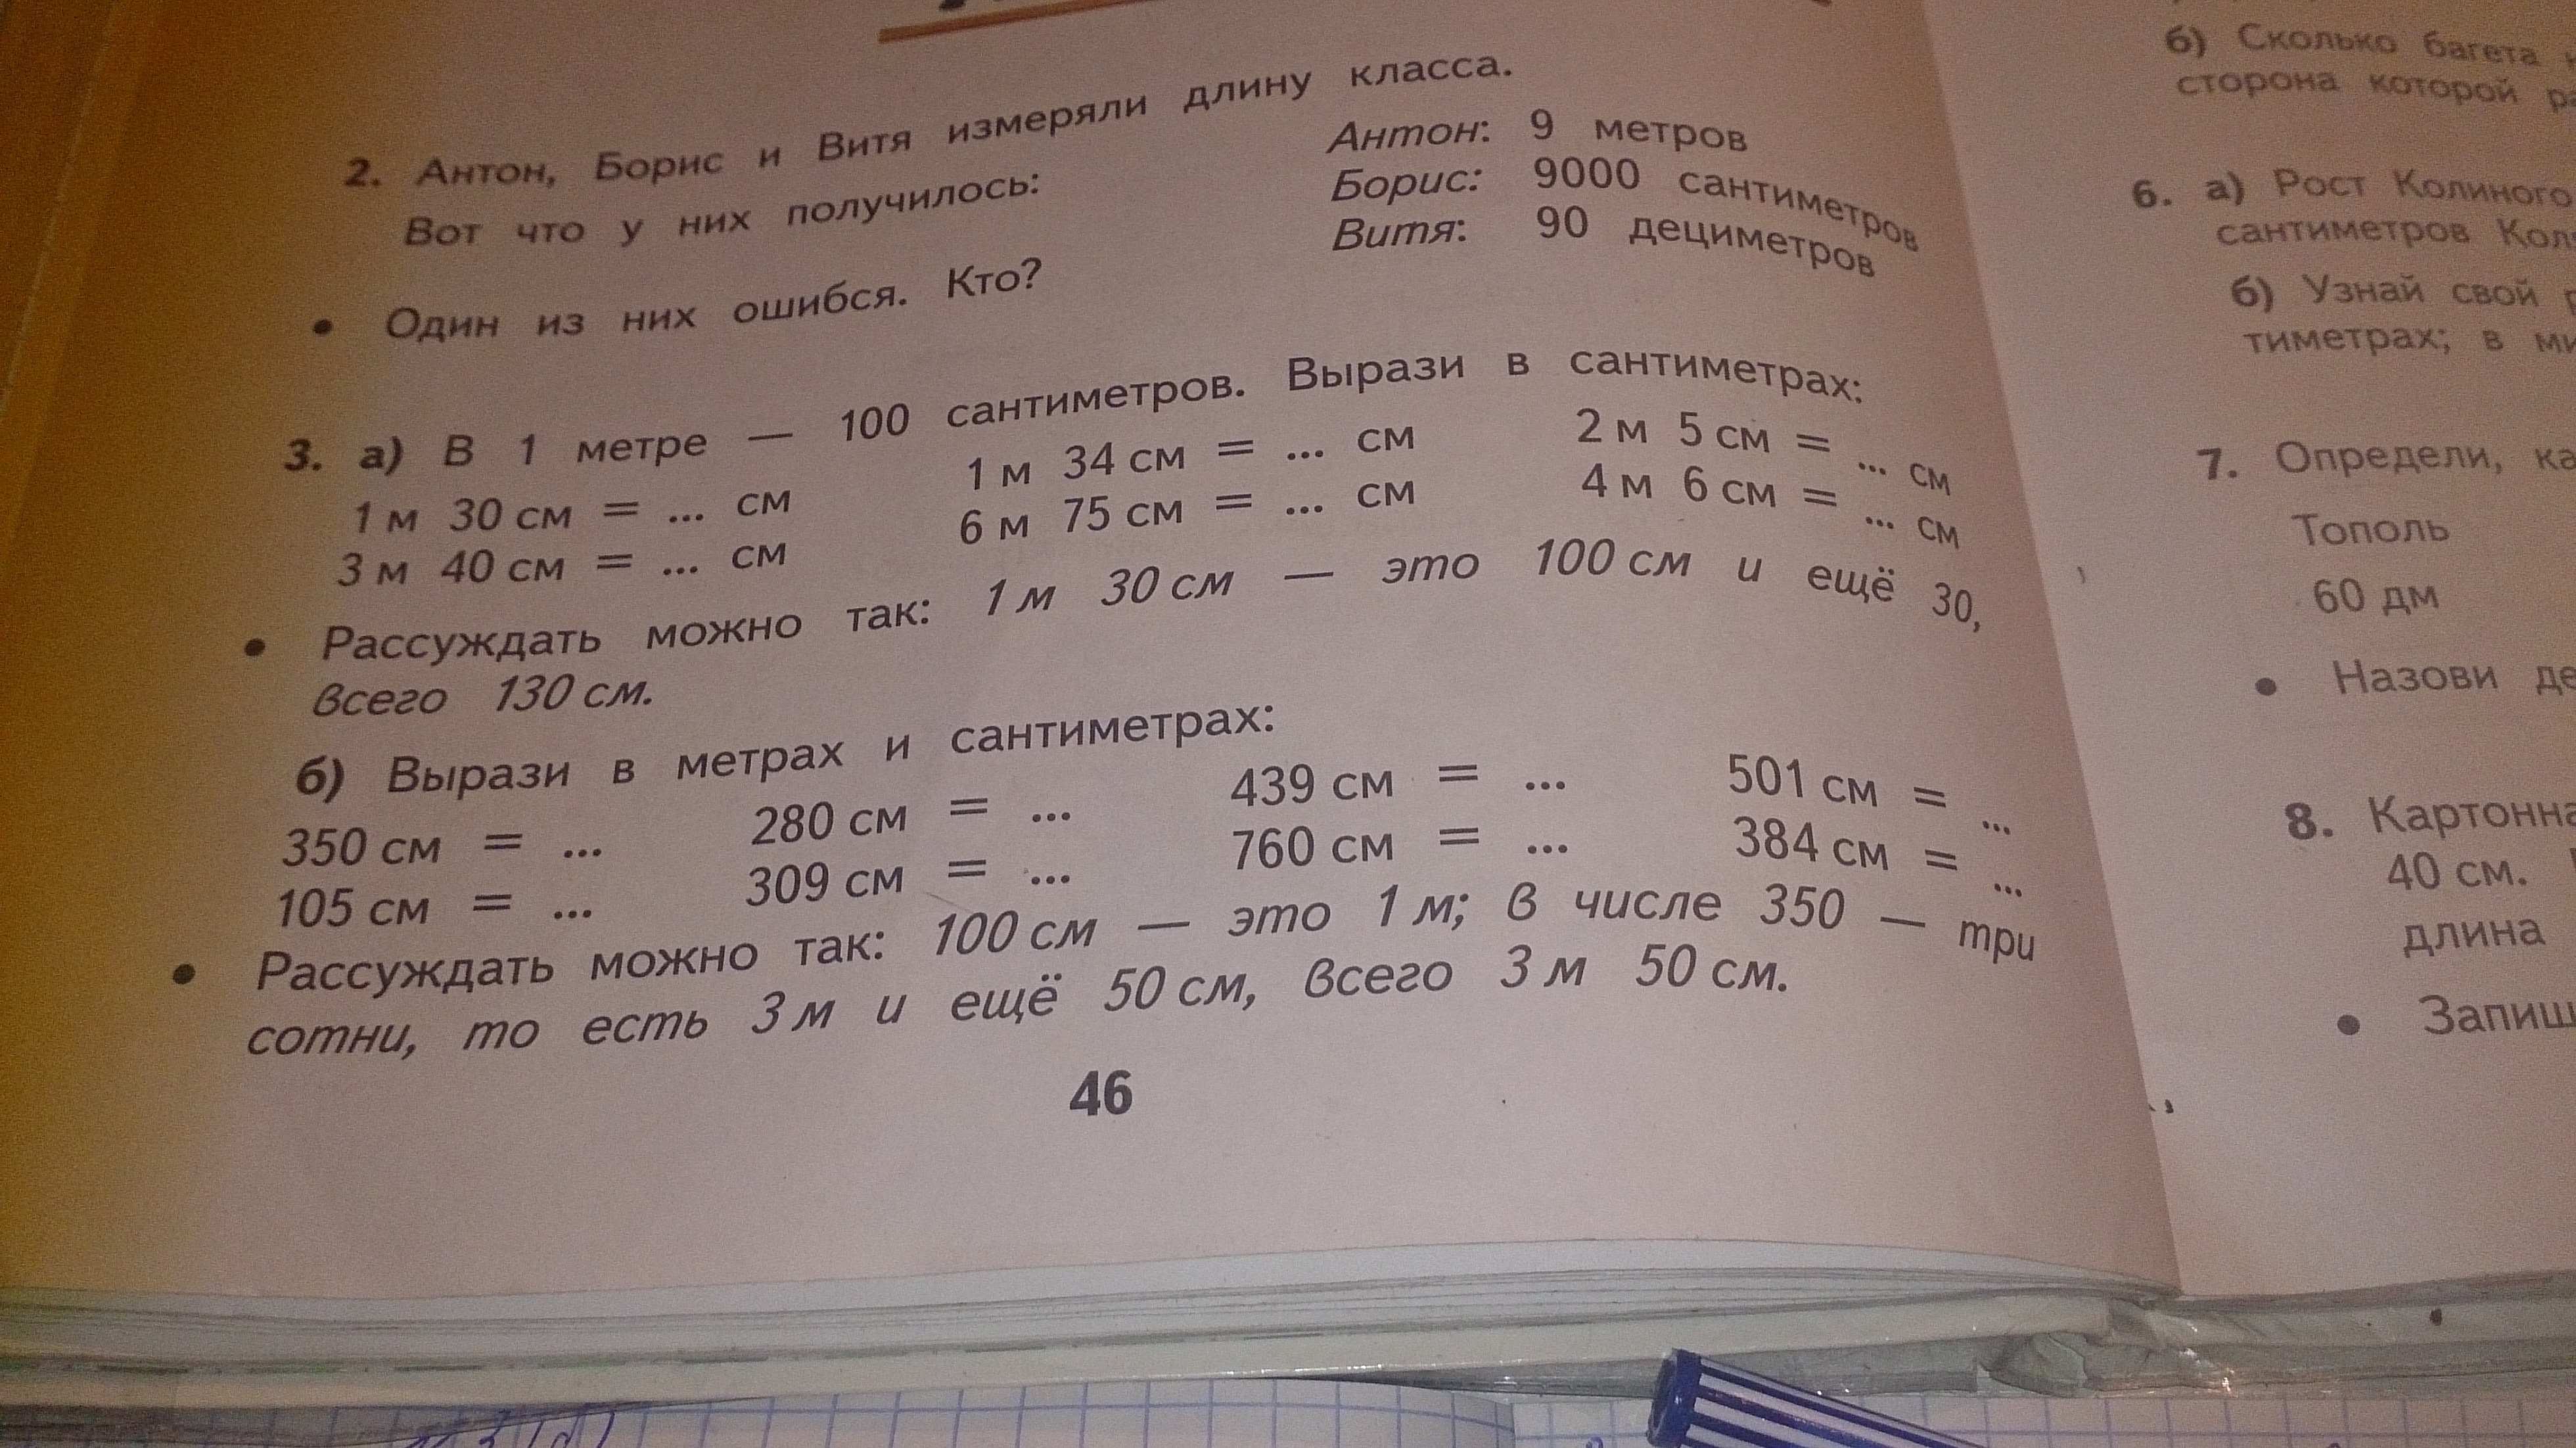 2. Антон, Борис и Витя измеряли длину класса.
Вот что у них получилось:
Антон: 9 метров
Борис: 9000 сантиметров
Витя: 90 дециметров
• Один из них ошибся. Кто?
3. а) В 1 метре — 100 сантиметров. Вырази в сантиметрах:
1 м 30 см = ... см 1 м 34 см = ... см 2 м 5 см = ... см
3 м 40 см = ... см 6 м 75 см = ... см 4 м 6 см = ... см
• Рассуждать можно так: 1 м 30 см — это 100 см и ещё 30,
всего 130 см.
б) Вырази в метрах и сантиметрах:
350 см = ... 280 см = ... 439 см = ... 501 см = ...
105 см = ... 309 см = ... 760 см = ... 384 см = ...
• Рассуждать можно так: 100 см — это 1 м; в числе 350 — три
сотни, то есть 3 м и ещё 50 см, всего 3 м 50 см.
46
б) Сколько багета
сторона которой
6. а) Рост Колиного
сантиметров
б) Узнай свой
тиметрах; в
7. Определи,
Тополь
60 дм
• Назови
8.
40 см.
длина
•